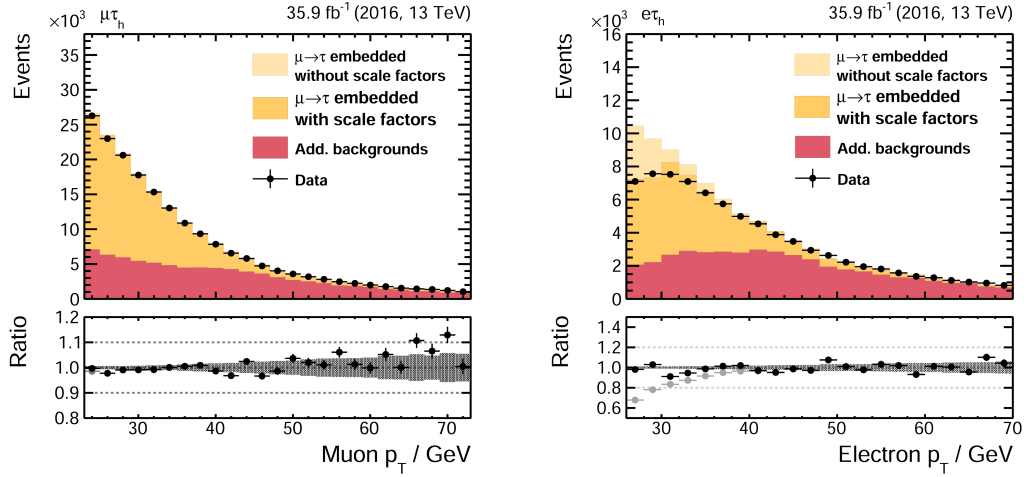 ×10³ μτₕ 35.9 fb⁻¹ (2016, 13 TeV)
Events
35
30
25
20
15
10
5
0
μ→τ embedded
without scale factors
μ→τ embedded
with scale factors
Add. backgrounds
Data
Ratio
1.2
1.1
1.0
0.9
0.8
30 40 50 60 70
Muon p_T / GeV
×10³ eτₕ 35.9 fb⁻¹ (2016, 13 TeV)
Events
16
14
12
10
8
6
4
2
0
μ→τ embedded
without scale factors
μ→τ embedded
with scale factors
Add. backgrounds
Data
Ratio
1.4
1.2
1.0
0.8
0.6
30 40 50 60 70
Electron p_T / GeV